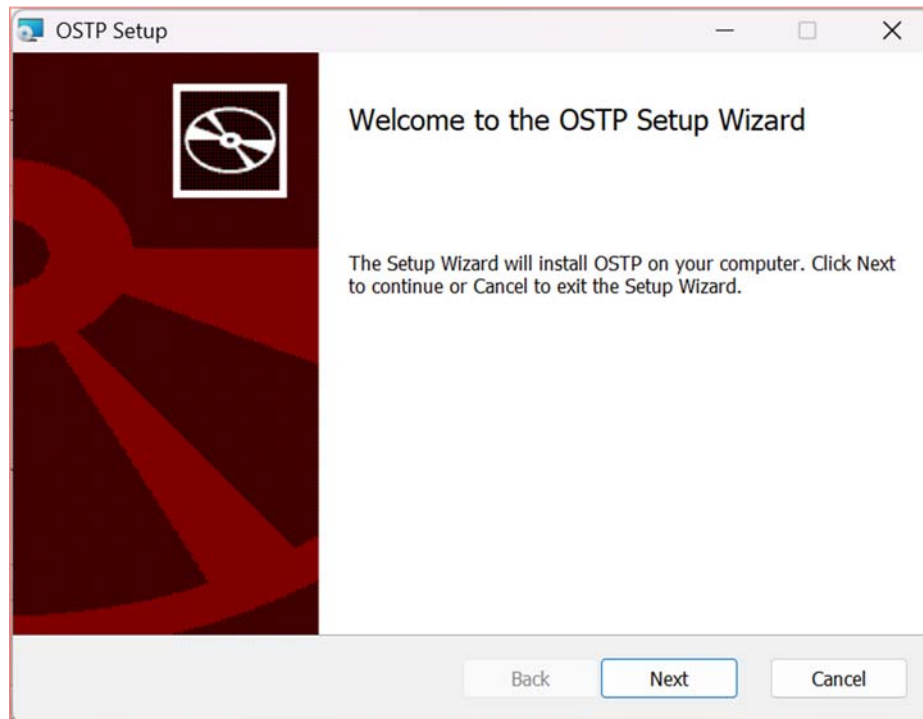 OSTP Setup
Welcome to the OSTP Setup Wizard
The Setup Wizard will install OSTP on your computer. Click Next
to continue or Cancel to exit the Setup Wizard.
Back Next Cancel